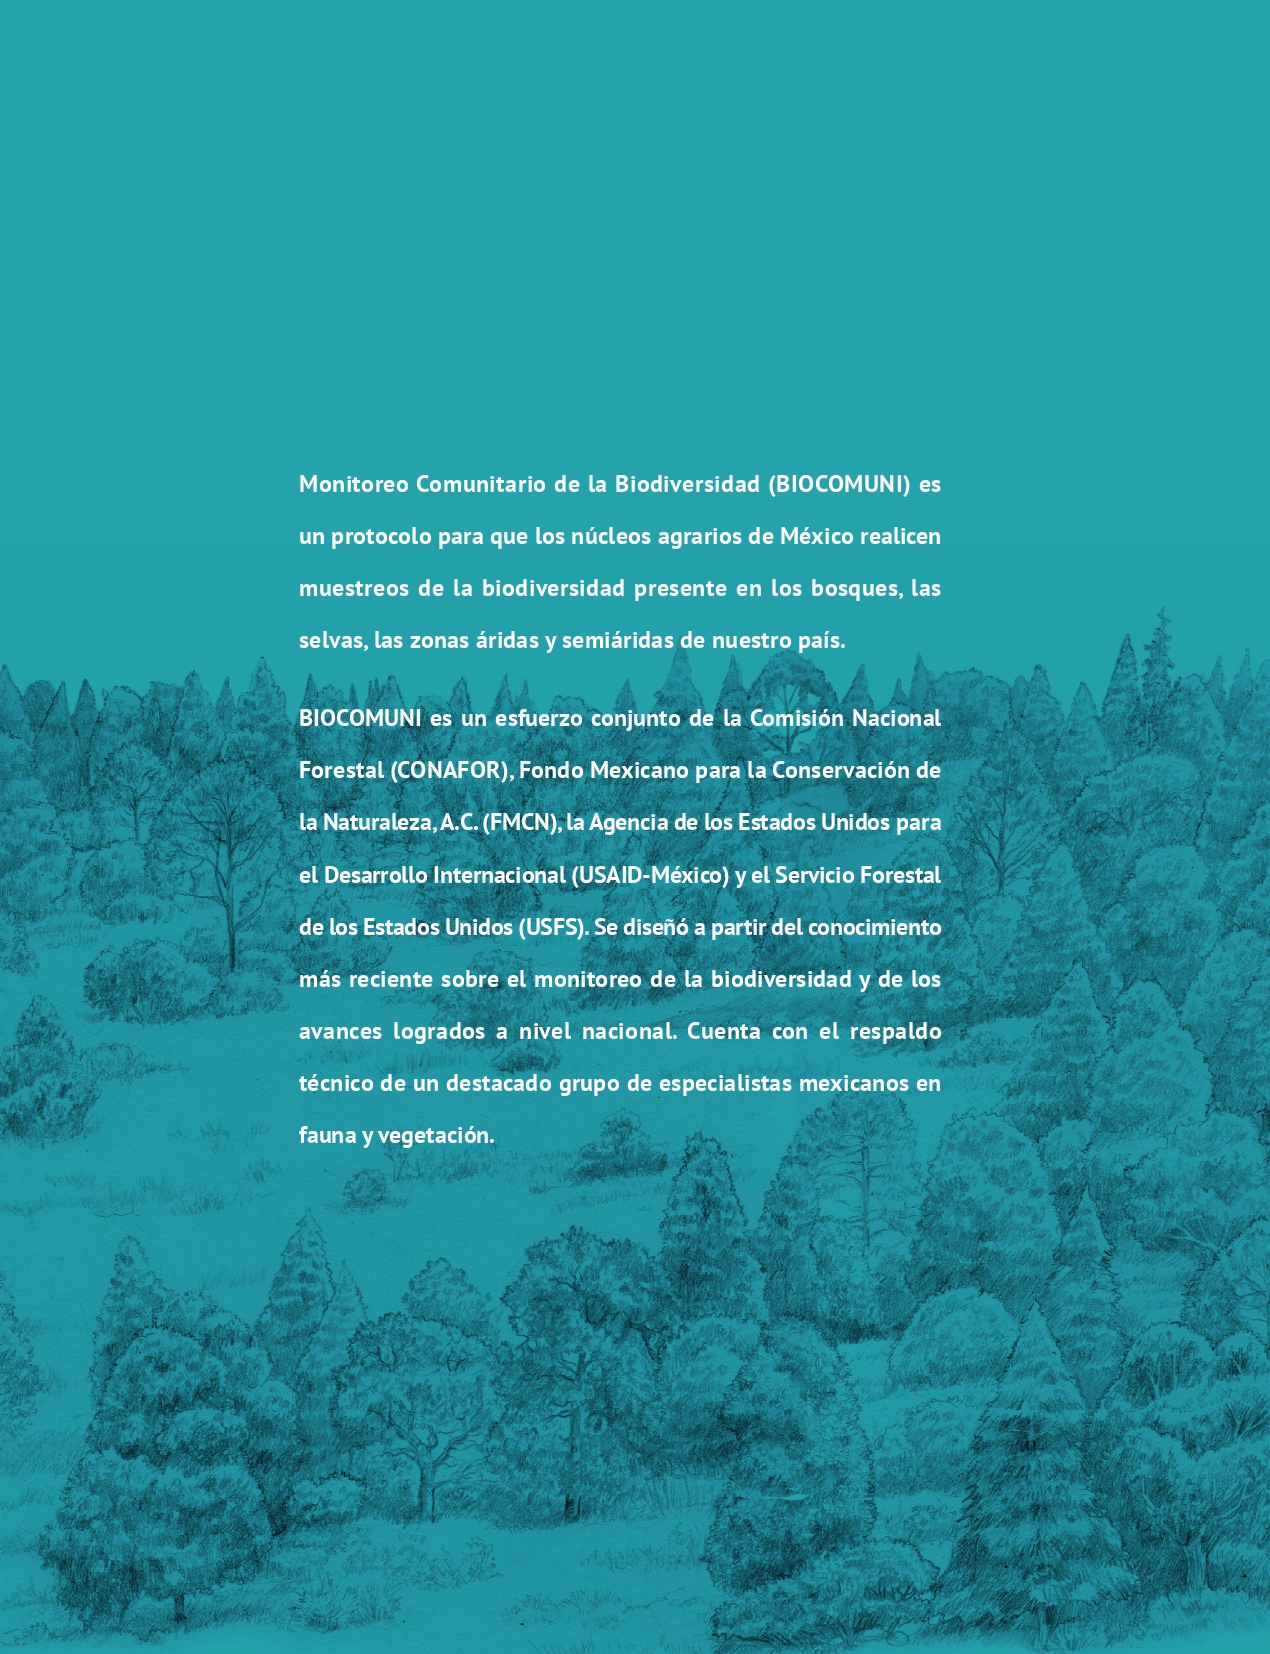 Monitoreo Comunitario de la Biodiversidad (BIOCOMUNI) es
un protocolo para que los núcleos agrarios de México realicen
muestreos de la biodiversidad presente en los bosques, las
selvas, las zonas áridas y semiáridas de nuestro país.
BIOCOMUNI es un esfuerzo conjunto de la Comisión Nacional
Forestal (CONAFOR), Fondo Mexicano para la Conservación de
la Naturaleza, A.C. (FMCN), la Agencia de los Estados Unidos para
el Desarrollo Internacional (USAID-México) y el Servicio Forestal
de los Estados Unidos (USFS). Se diseñó a partir del conocimiento
más reciente sobre el monitoreo de la biodiversidad y de los
avances logrados a nivel nacional. Cuenta con el respaldo
técnico de un destacado grupo de especialistas mexicanos en
fauna y vegetación.